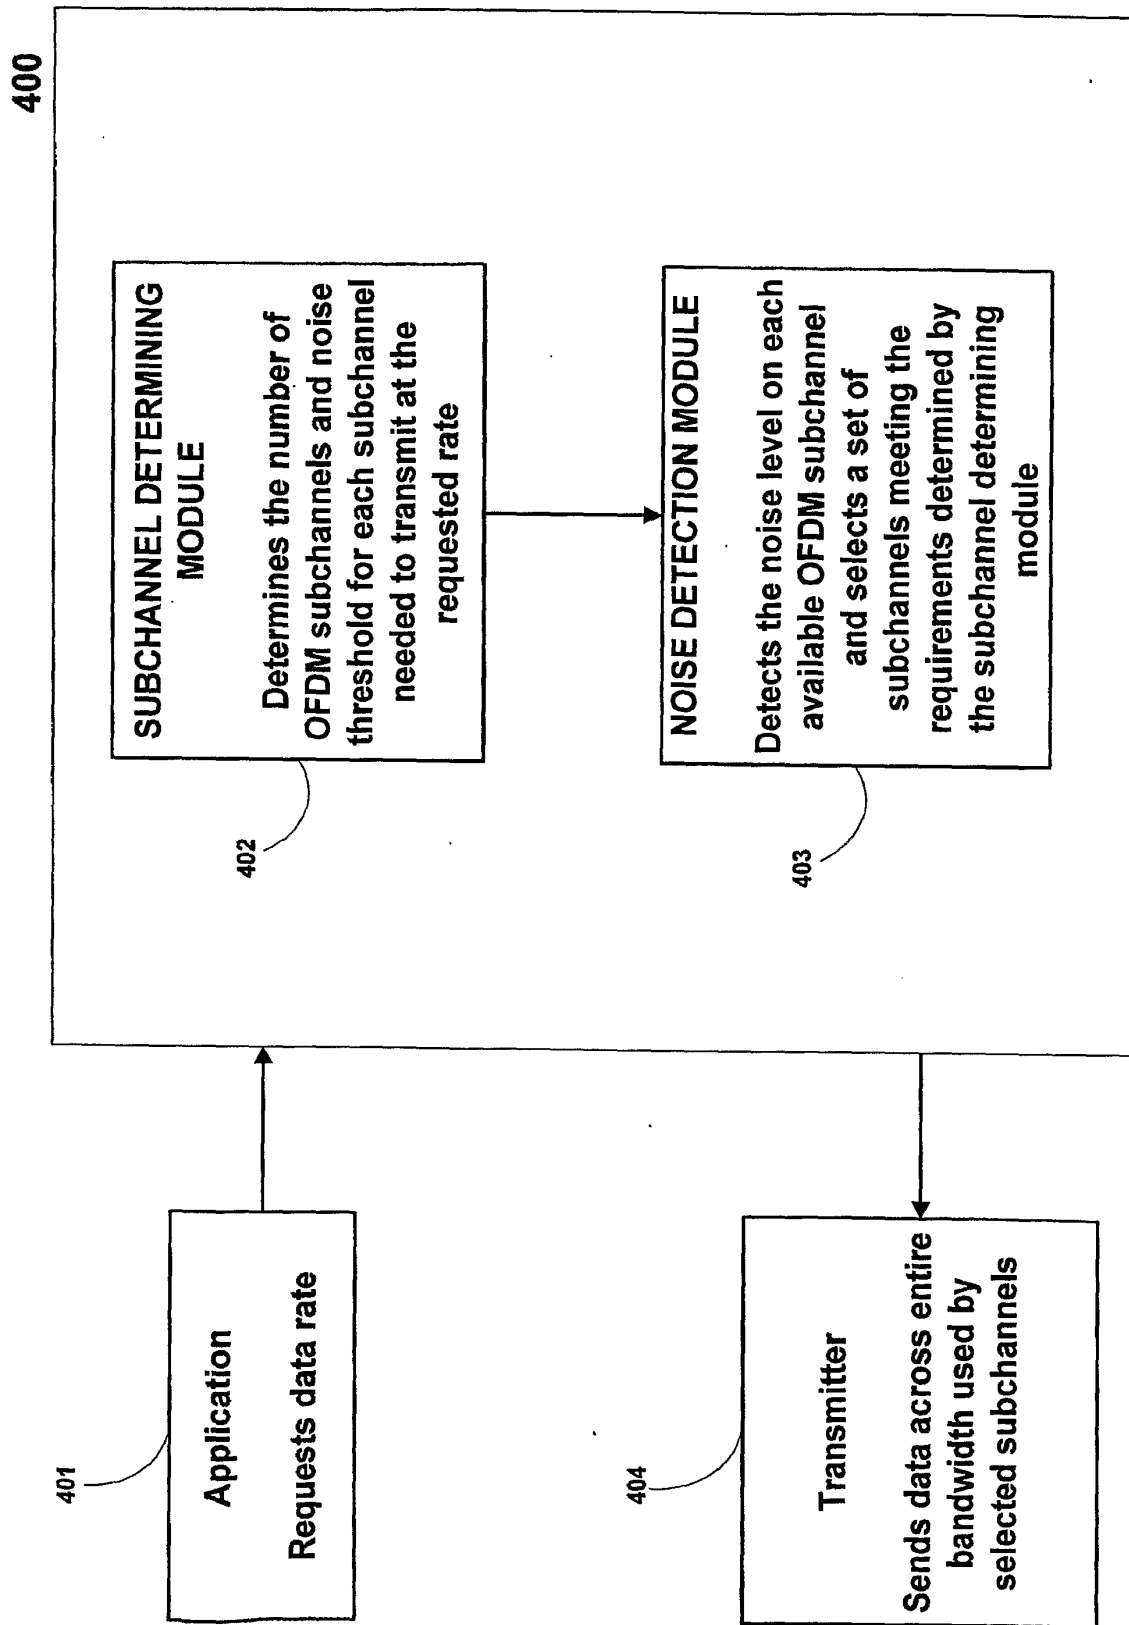 400
401
Application
Requests data rate
402
SUBCHANNEL DETERMINING
MODULE
Determines the number of
OFDM subchannels and noise
threshold for each subchannel
needed to transmit at the
requested rate
404
Transmitter
Sends data across entire
bandwidth used by
selected subchannels
403
NOISE DETECTION MODULE
Detects the noise level on each
available OFDM subchannel
and selects a set of
subchannels meeting the
requirements determined by
the subchannel determining
module